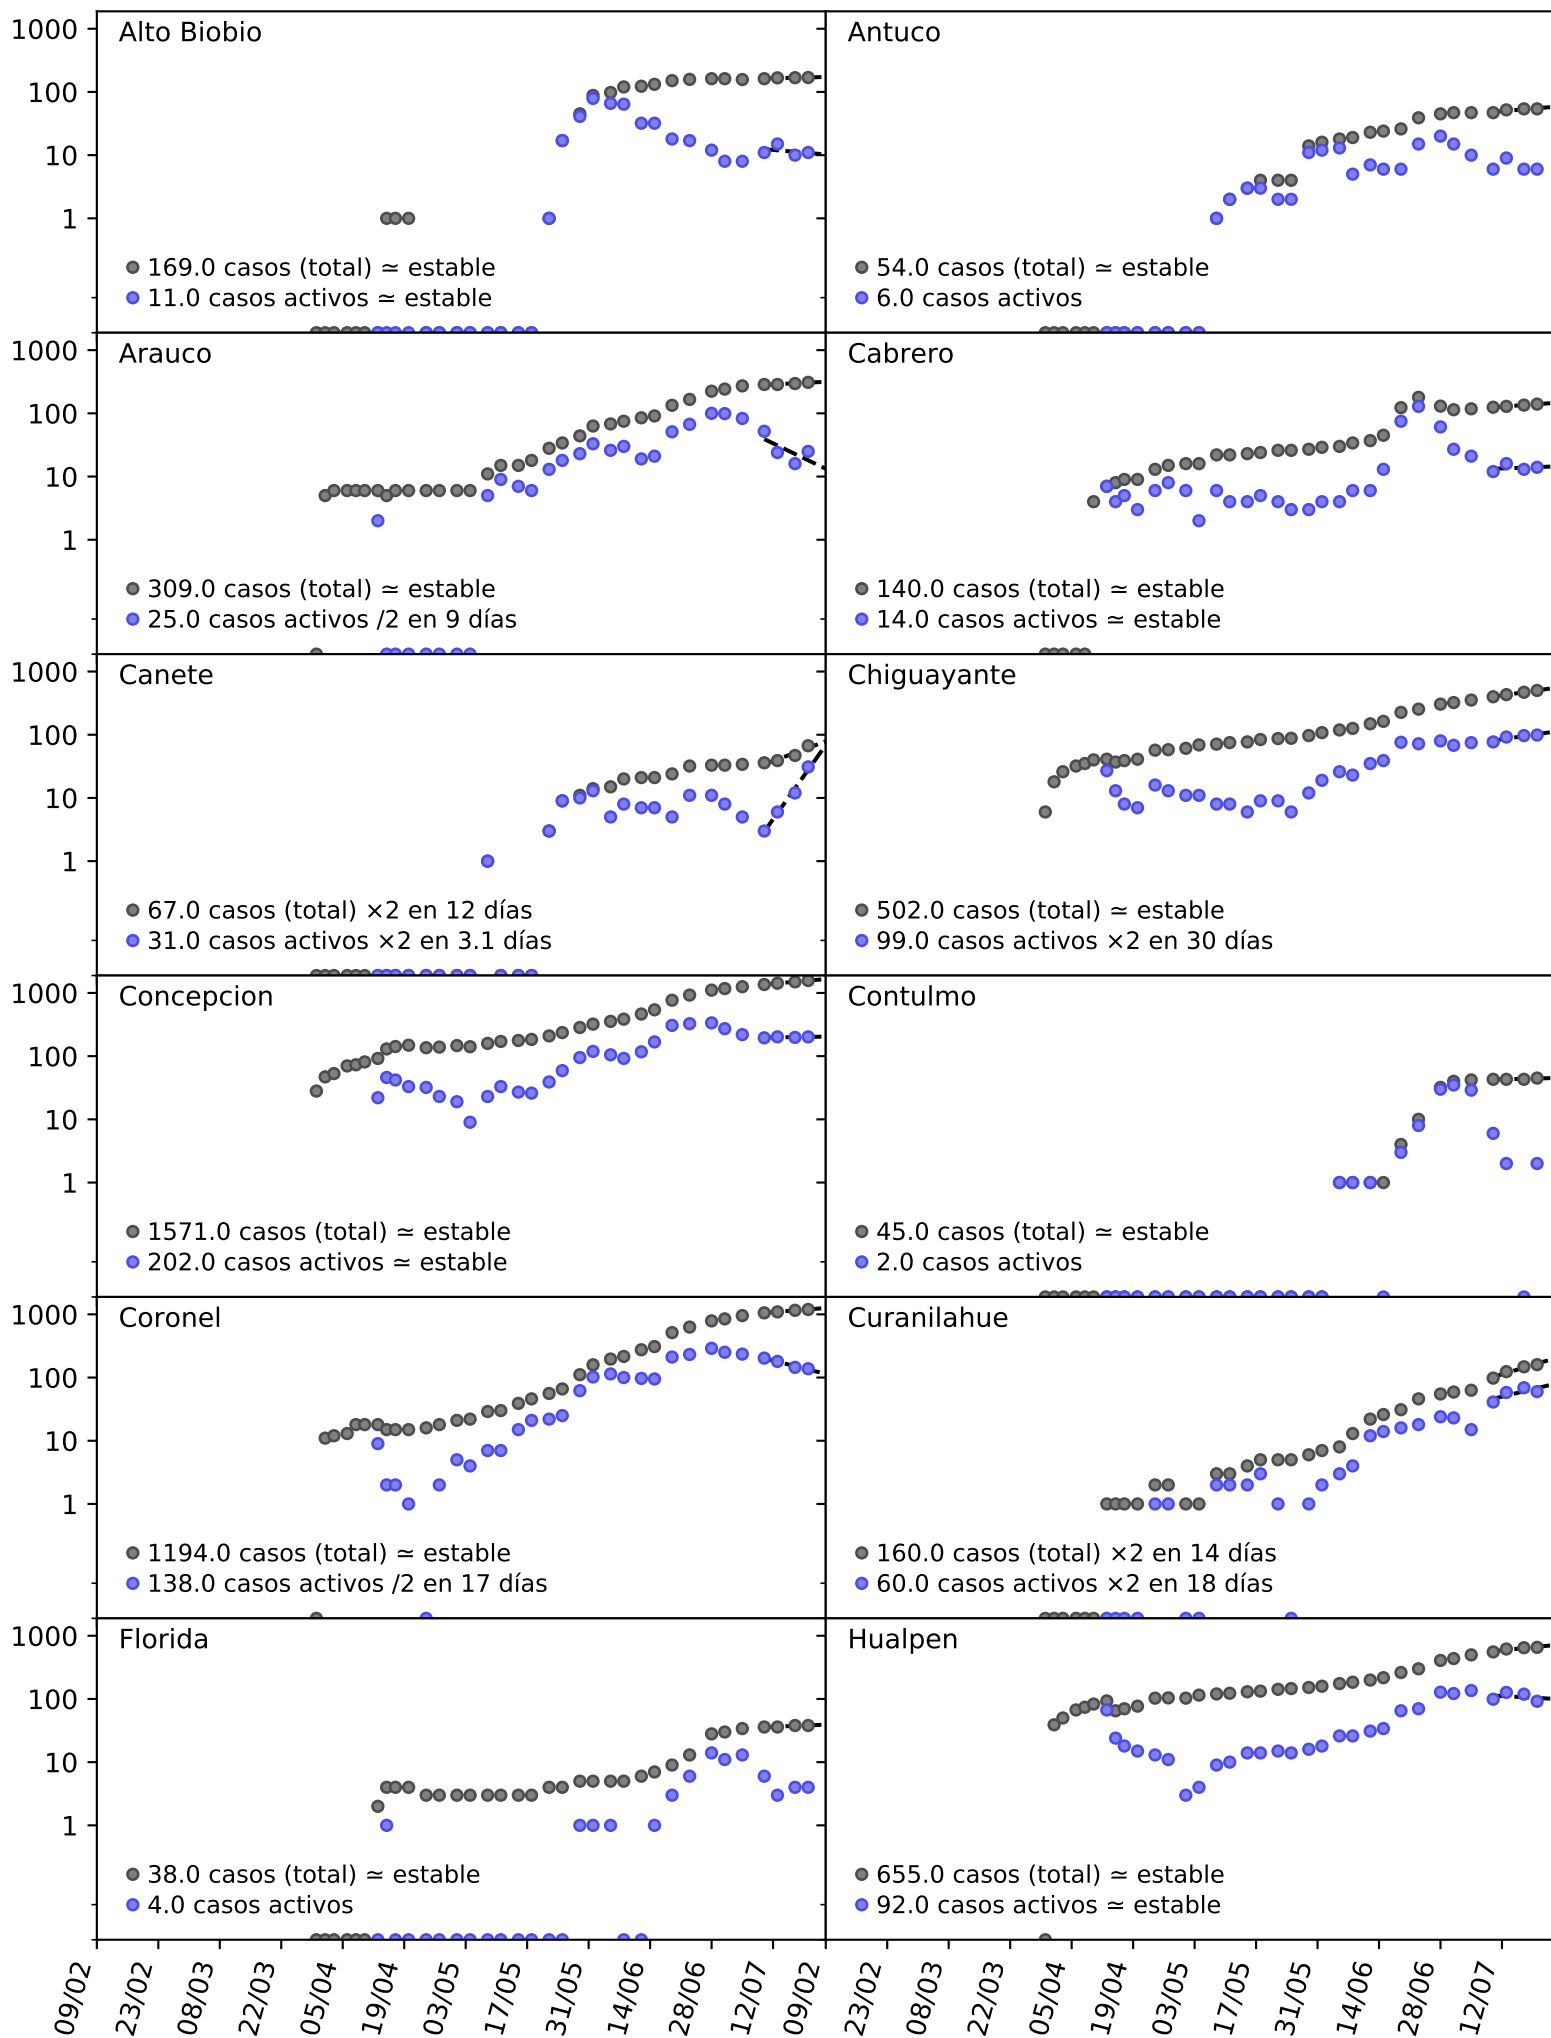 Alto Biobio
Antuco
1000
100
10
1
169.0 casos (total) ≃ estable
11.0 casos activos ≃ estable
54.0 casos (total) ≃ estable
6.0 casos activos
Arauco
Cabrero
1000
100
10
1
309.0 casos (total) ≃ estable
25.0 casos activos /2 en 9 días
140.0 casos (total) ≃ estable
14.0 casos activos ≃ estable
Canete
Chiguayante
1000
100
10
1
67.0 casos (total) ×2 en 12 días
31.0 casos activos ×2 en 3.1 días
502.0 casos (total) ≃ estable
99.0 casos activos ×2 en 30 días
Concepcion
Contulmo
1000
100
10
1
1571.0 casos (total) ≃ estable
202.0 casos activos ≃ estable
45.0 casos (total) ≃ estable
2.0 casos activos
Coronel
Curanilahue
1000
100
10
1
1194.0 casos (total) ≃ estable
138.0 casos activos /2 en 17 días
160.0 casos (total) ×2 en 14 días
60.0 casos activos ×2 en 18 días
Florida
Hualpen
1000
100
10
1
38.0 casos (total) ≃ estable
4.0 casos activos
655.0 casos (total) ≃ estable
92.0 casos activos ≃ estable
09/02
23/02
08/03
22/03
05/04
19/04
03/05
17/05
31/05
14/06
28/06
12/07
09/02
23/02
08/03
22/03
05/04
19/04
03/05
17/05
31/05
14/06
28/06
12/07